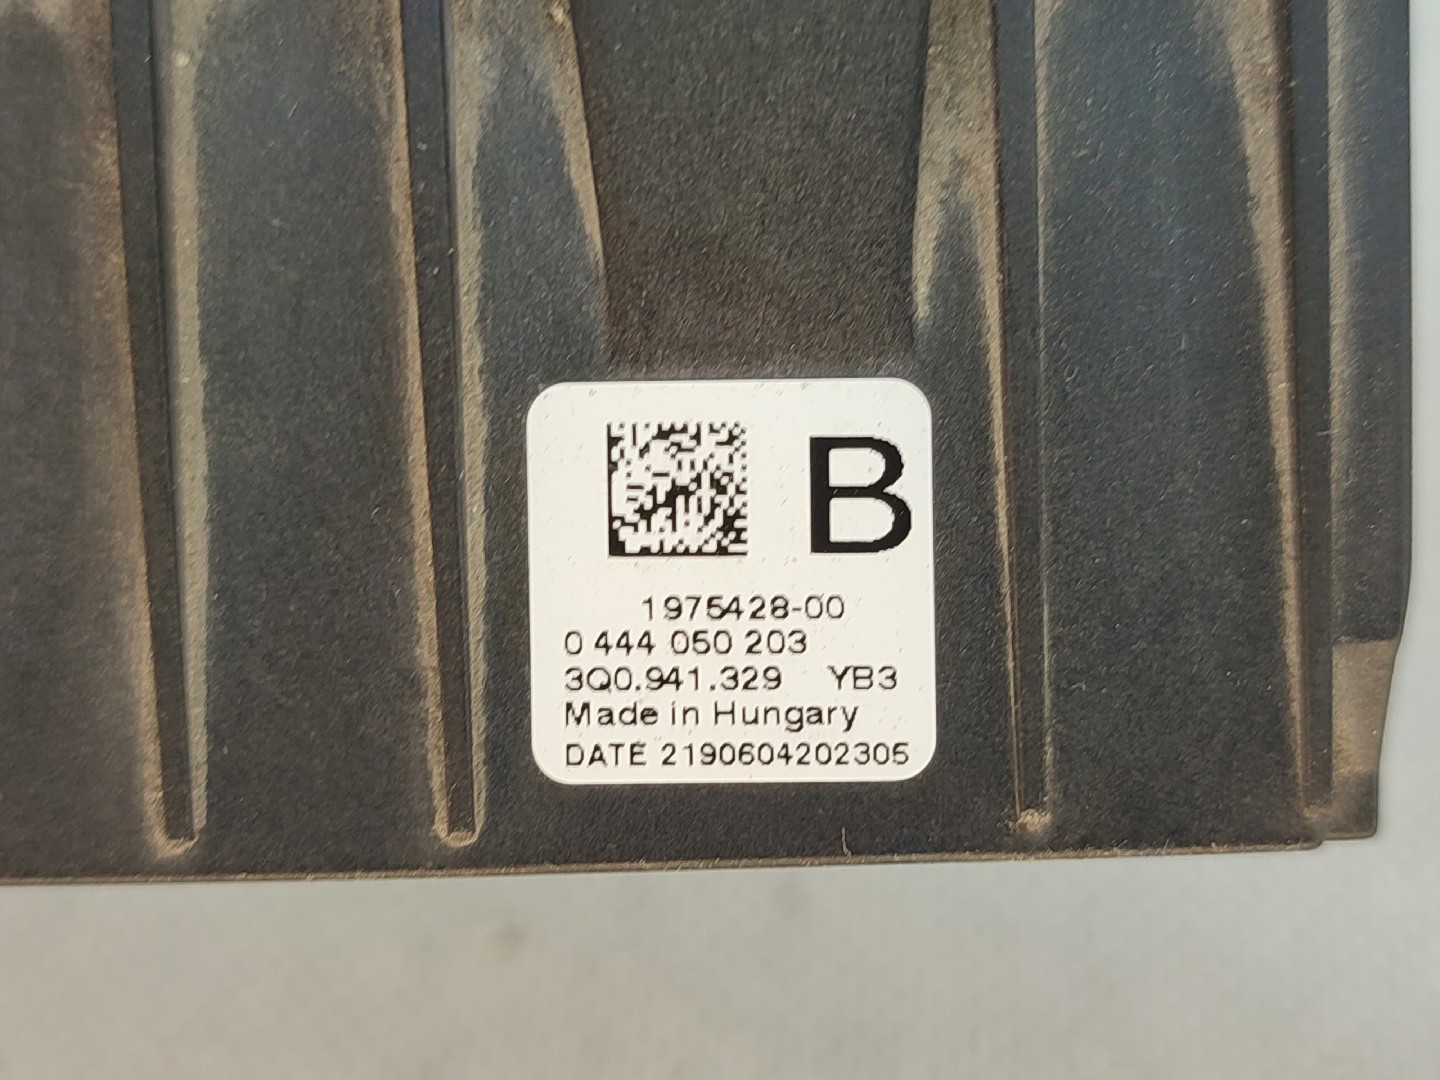 B
1975428-00
0 444 050 203
3Q0.941.329 YB3
Made in Hungary
DATE 2190604202305